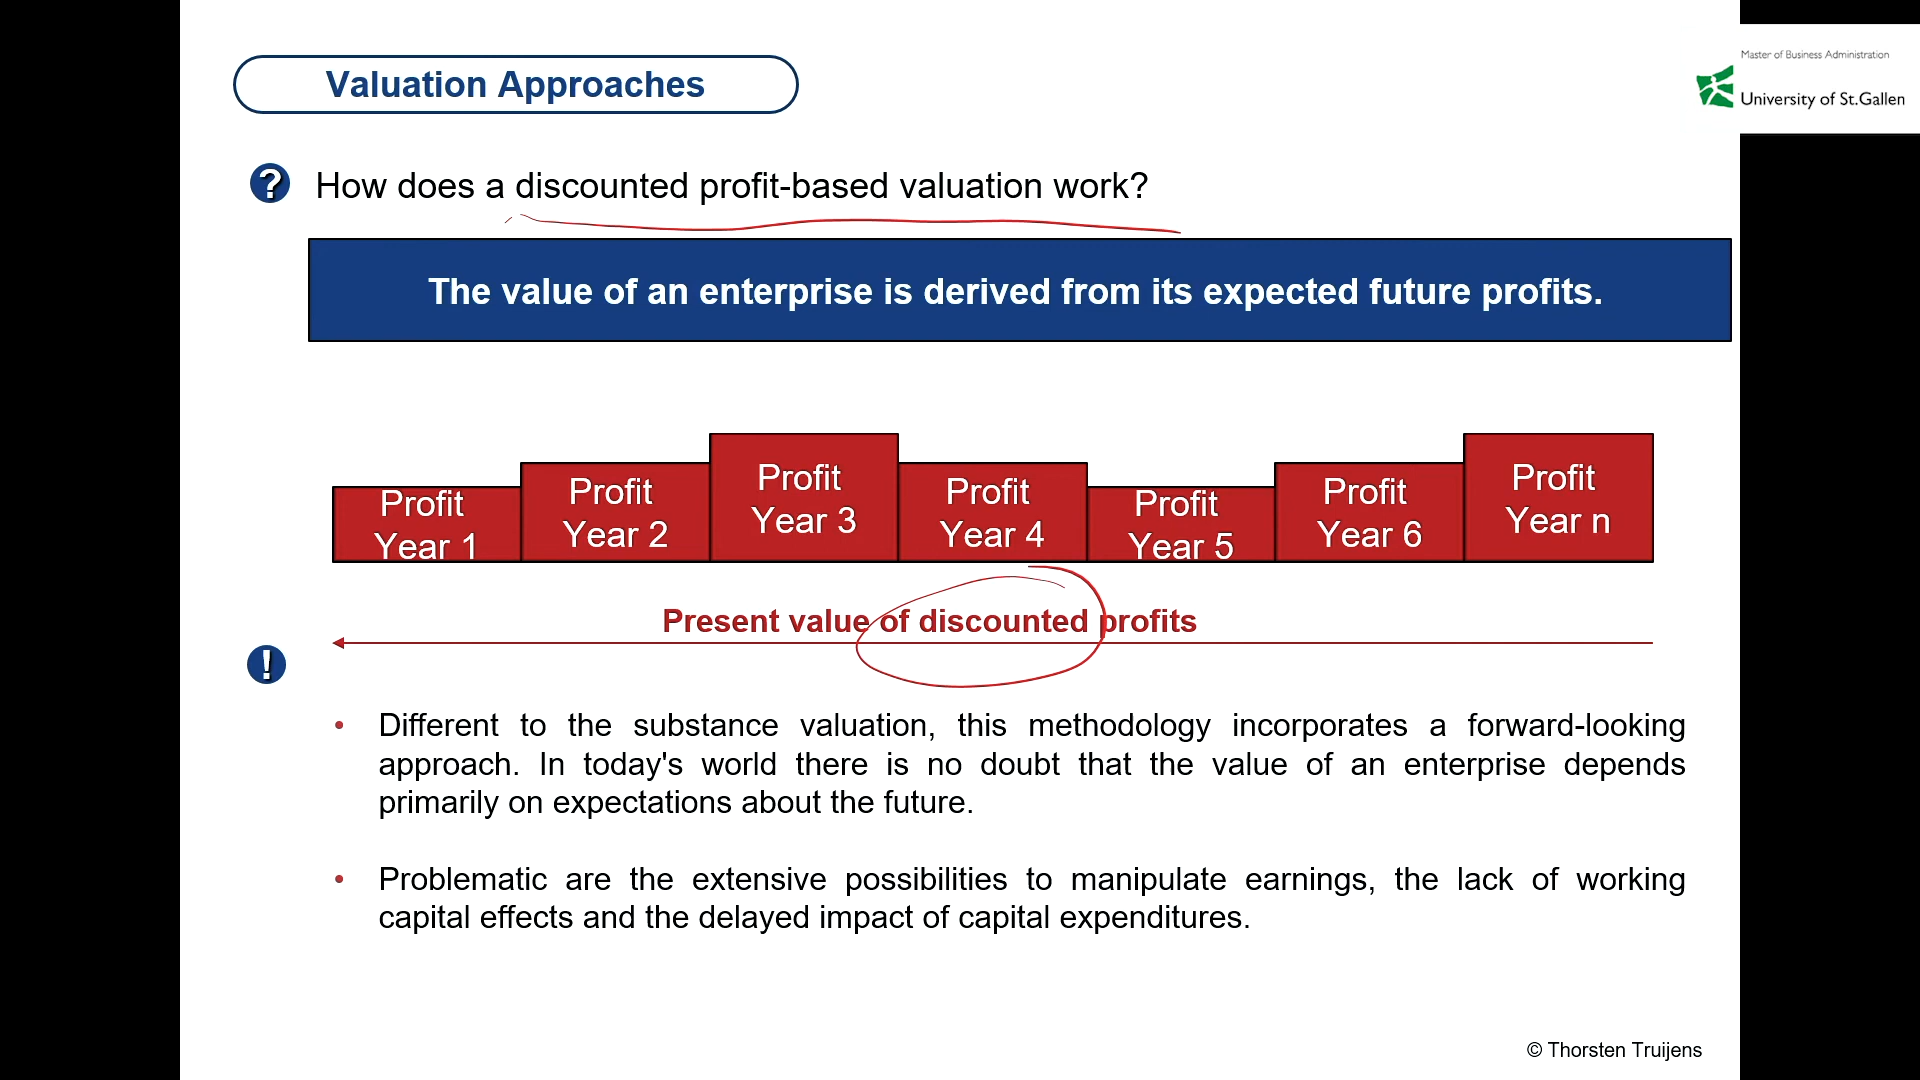 Valuation Approaches
Master of Business Administration
University of St.Gallen
? How does a discounted profit-based valuation work?
The value of an enterprise is derived from its expected future profits.
Profit
Year 1
Profit
Year 2
Profit
Year 3
Profit
Year 4
Profit
Year 5
Profit
Year 6
Profit
Year n
Present value of discounted profits
!
• Different to the substance valuation, this methodology incorporates a forward-looking
approach. In today's world there is no doubt that the value of an enterprise depends
primarily on expectations about the future.
• Problematic are the extensive possibilities to manipulate earnings, the lack of working
capital effects and the delayed impact of capital expenditures.
© Thorsten Truijens